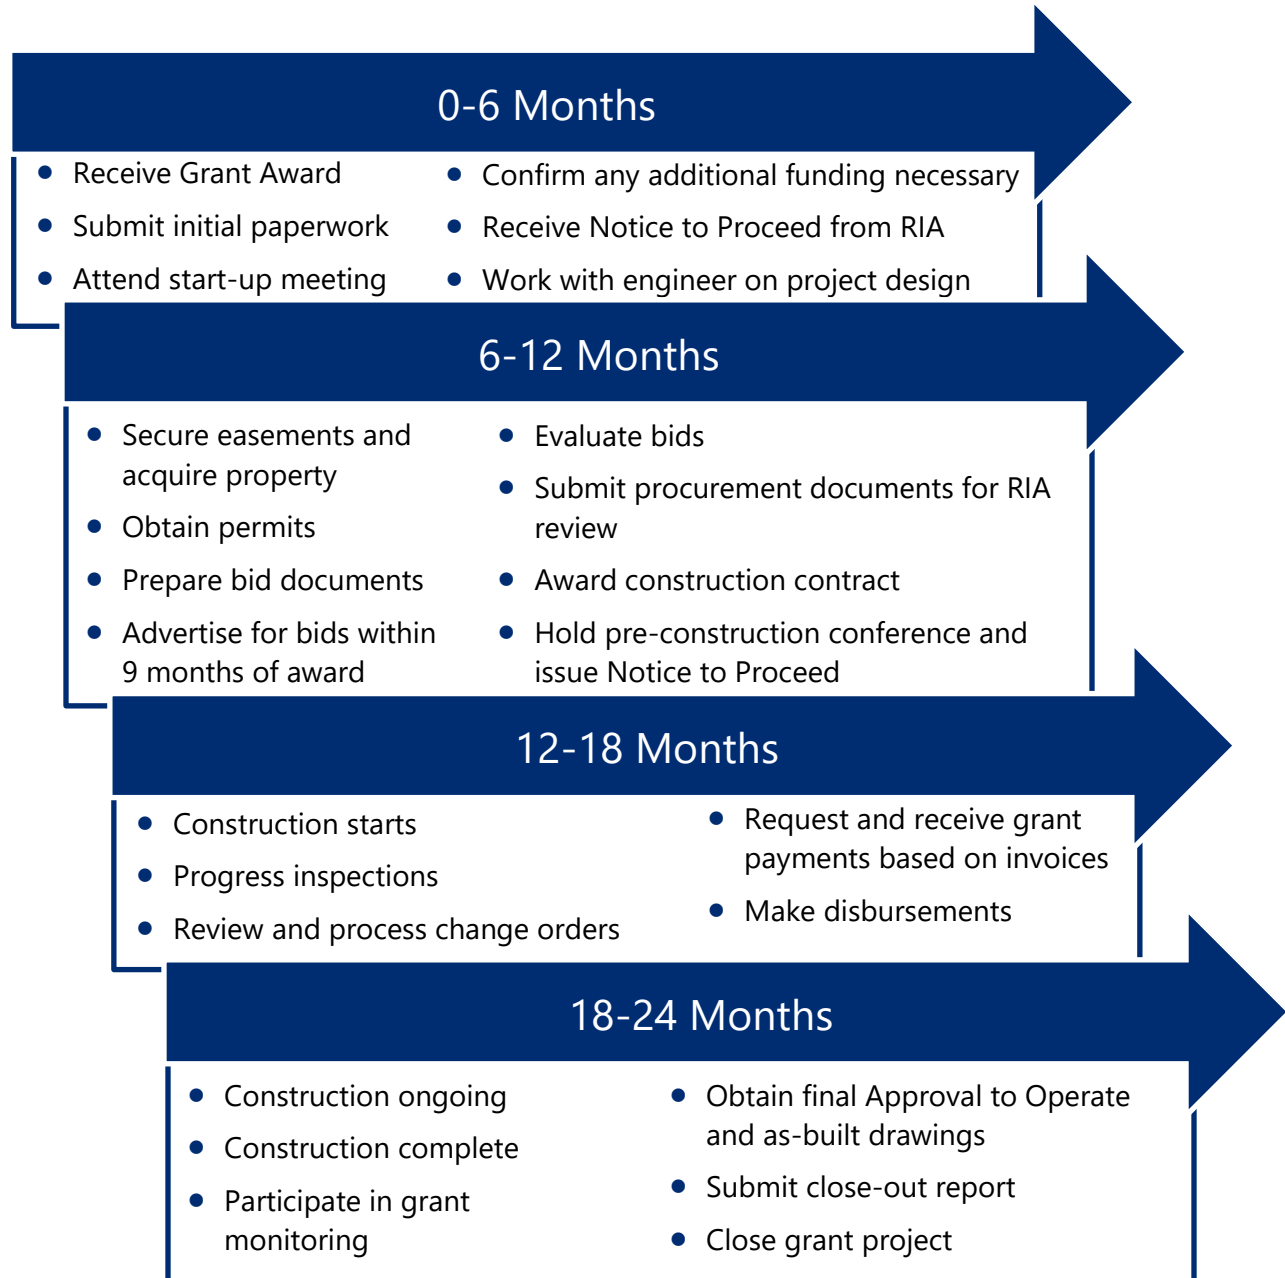 0-6 Months
• Receive Grant Award
• Submit initial paperwork
• Attend start-up meeting
• Confirm any additional funding necessary
• Receive Notice to Proceed from RIA
• Work with engineer on project design
6-12 Months
• Secure easements and
acquire property
• Obtain permits
• Prepare bid documents
• Advertise for bids within
9 months of award
• Evaluate bids
• Submit procurement documents for RIA
review
• Award construction contract
• Hold pre-construction conference and
issue Notice to Proceed
12-18 Months
• Construction starts
• Progress inspections
• Review and process change orders
• Request and receive grant
payments based on invoices
• Make disbursements
18-24 Months
• Construction ongoing
• Construction complete
• Participate in grant
monitoring
• Obtain final Approval to Operate
and as-built drawings
• Submit close-out report
• Close grant project